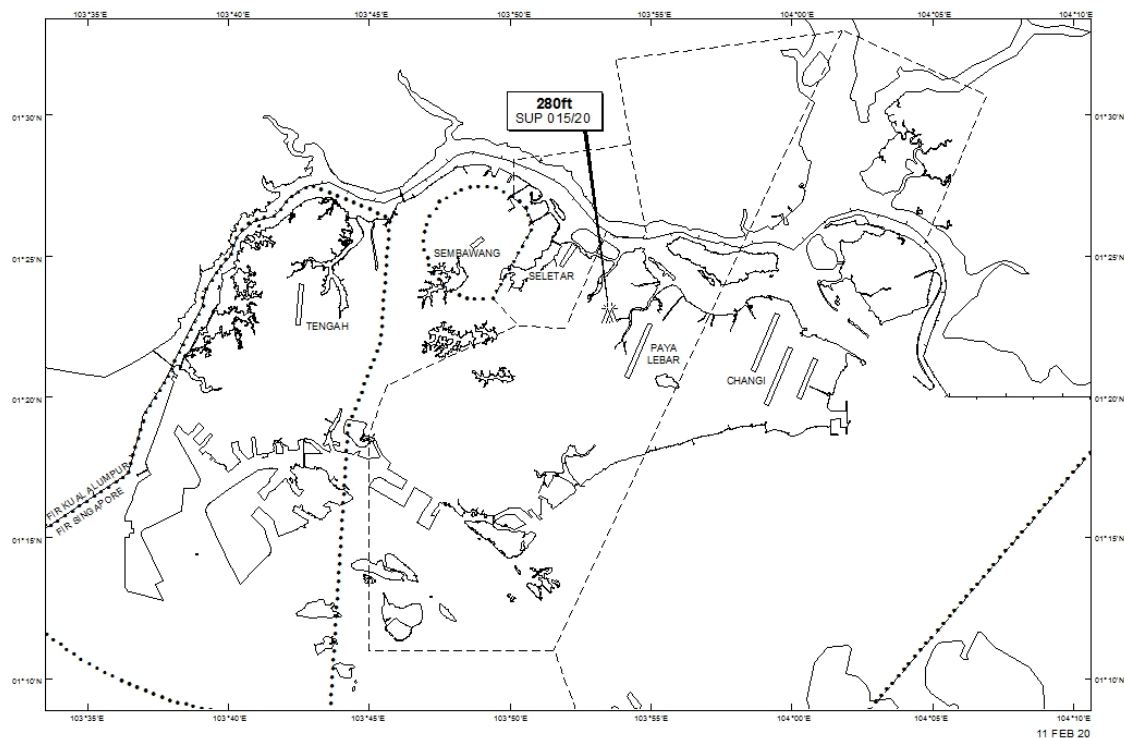 103°35'E 103°40'E 103°45'E 103°50'E 103°55'E 104°00'E 104°05'E 104°10'E
280ft
SUP 015/20
01°30'N 01°30'N
SEMBAWANG
01°25'N 01°25'N
SELETAR
TENGAH
PAYA
LEBAR
CHANGI
01°20'N 01°20'N
FIR KUALALUMPUR
FIR SINGAPORE
01°15'N 01°15'N
01°10'N 01°10'N
103°35'E 103°40'E 103°45'E 103°50'E 103°55'E 104°00'E 104°05'E 104°10'E
11 FEB 20